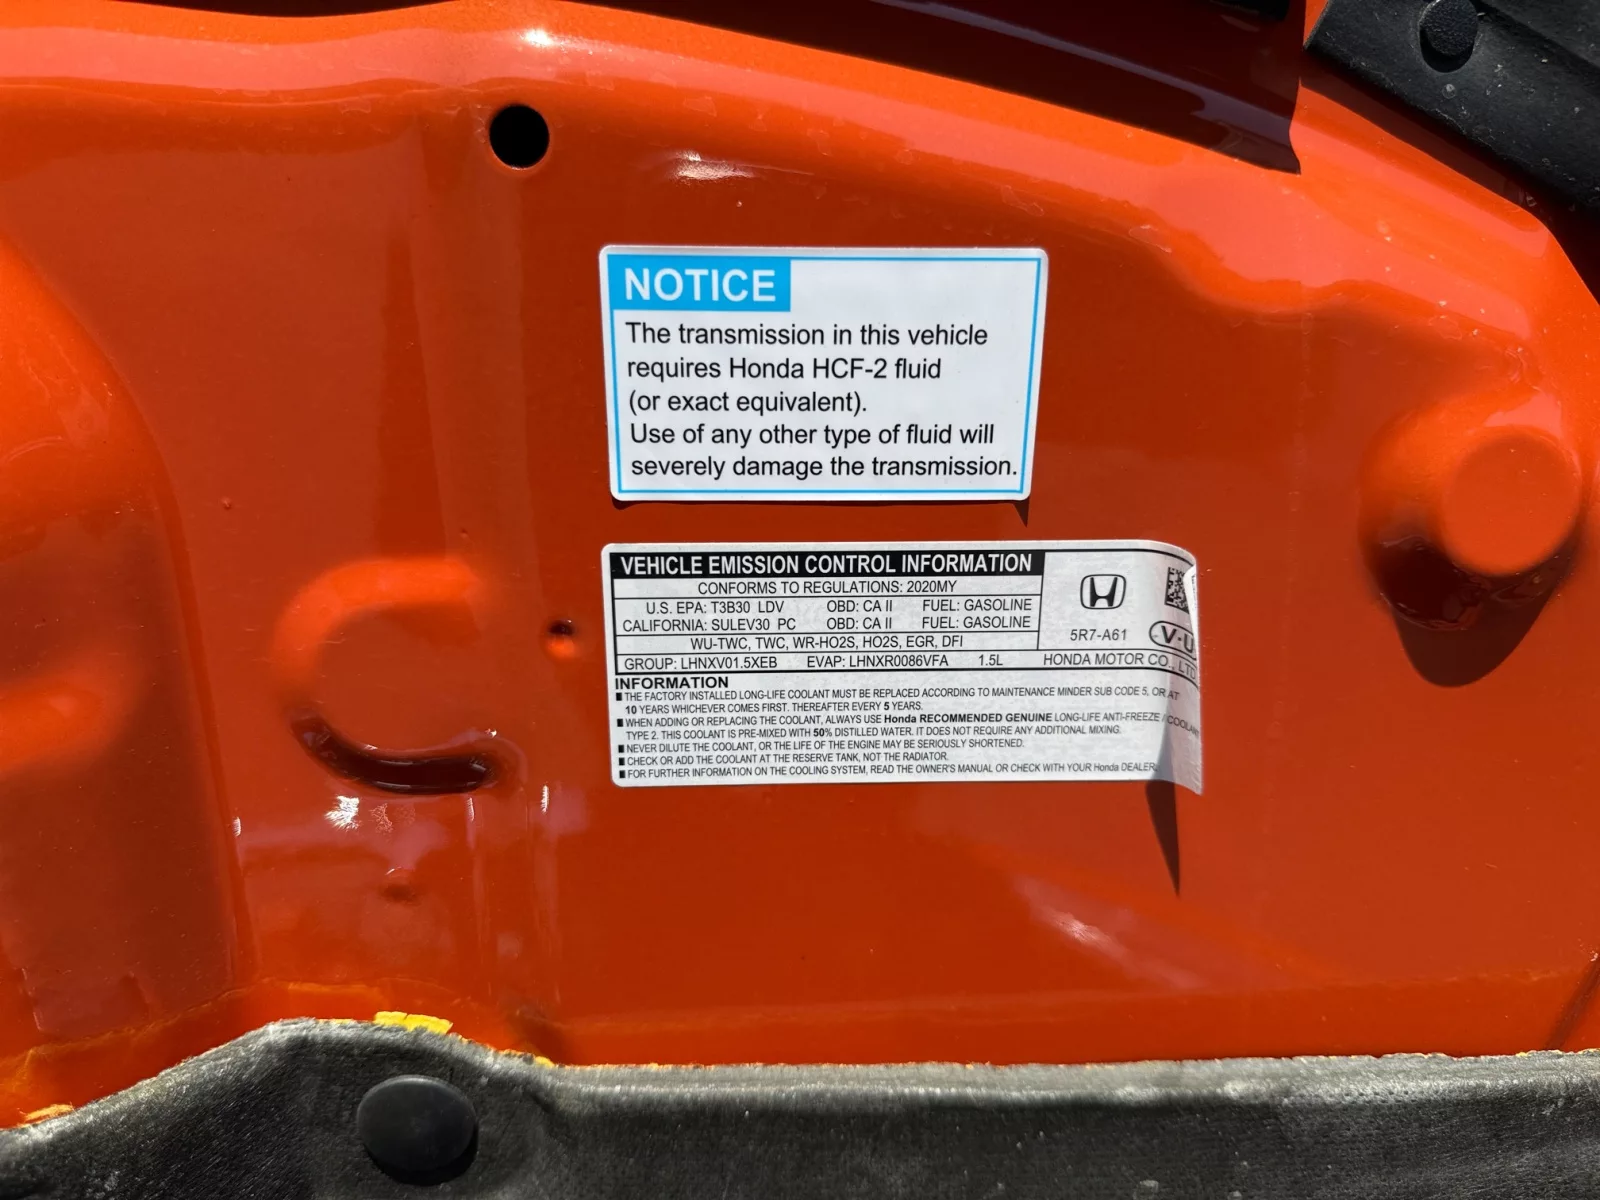 NOTICE
The transmission in this vehicle
requires Honda HCF-2 fluid
(or exact equivalent).
Use of any other type of fluid will
severely damage the transmission.
VEHICLE EMISSION CONTROL INFORMATION
CONFORMS TO REGULATIONS: 2020MY
U.S. EPA: T3B30 LDV OBD: CA II FUEL: GASOLINE
CALIFORNIA: SULEV30 PC OBD: CA II FUEL: GASOLINE
WU-TWC, TWC, WR-HO2S, HO2S, EGR, DFI
5R7-A61 V-U
GROUP: LHNXV01.5XEB EVAP: LHNXR0086VFA 1.5L HONDA MOTOR CO., LTD
INFORMATION
■ THE FACTORY INSTALLED LONG-LIFE COOLANT MUST BE REPLACED ACCORDING TO MAINTENANCE MINDER SUB CODE 5, OR AT
10 YEARS WHICHEVER COMES FIRST. THEREAFTER EVERY 5 YEARS.
■ WHEN ADDING OR REPLACING THE COOLANT, ALWAYS USE Honda RECOMMENDED GENUINE LONG-LIFE ANTI-FREEZE / COOLANT
TYPE 2. THIS COOLANT IS PRE-MIXED WITH 50% DISTILLED WATER. IT DOES NOT REQUIRE ANY ADDITIONAL MIXING.
■ NEVER DILUTE THE COOLANT, OR THE LIFE OF THE ENGINE MAY BE SERIOUSLY SHORTENED.
■ CHECK OR ADD THE COOLANT AT THE RESERVE TANK, NOT THE RADIATOR.
■ FOR FURTHER INFORMATION ON THE COOLING SYSTEM, READ THE OWNER'S MANUAL OR CHECK WITH YOUR Honda DEALER.